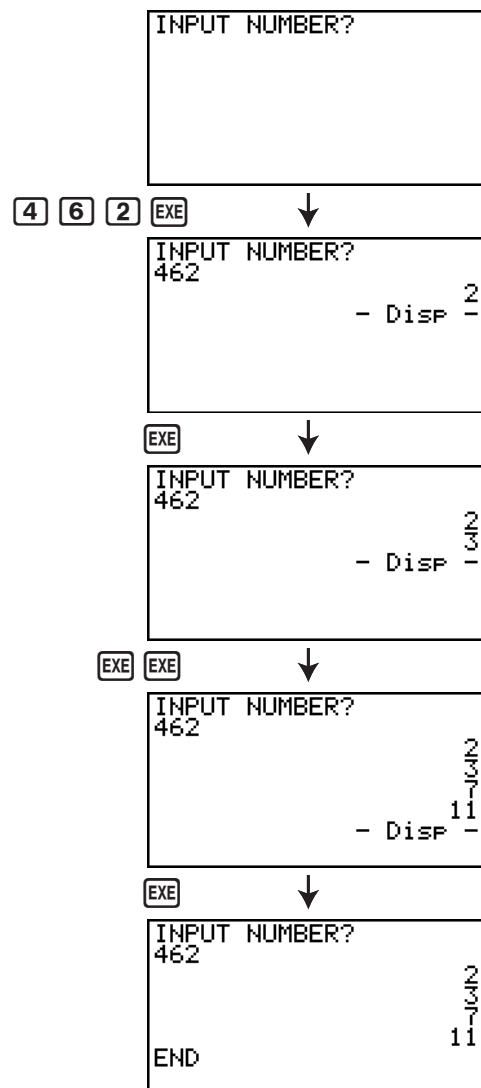 INPUT NUMBER?
4 6 2 EXE
INPUT NUMBER?
462
2
- Disp -
EXE
INPUT NUMBER?
462
2
3
- Disp -
EXE EXE
INPUT NUMBER?
462
2
3
7
11
- Disp -
EXE
INPUT NUMBER?
462
2
3
7
11
END